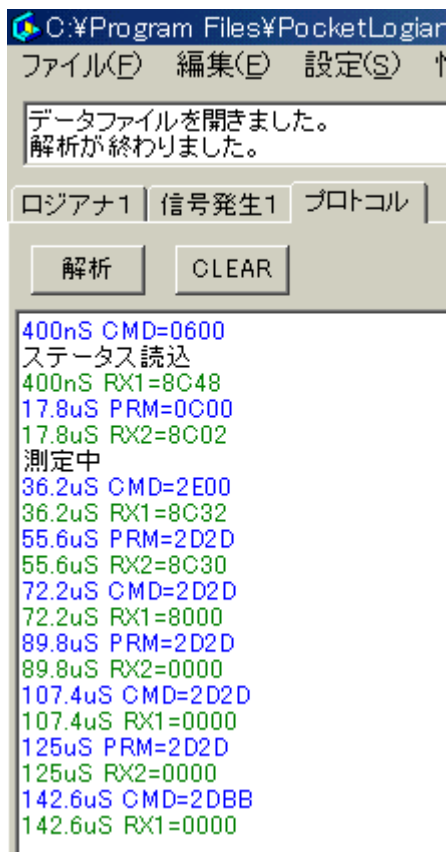 C:¥Program Files¥PocketLogian
ファイル(F) 編集(E) 設定(S)
データファイルを開きました。
解析が終わりました。
ロジアナ1 信号発生1 プロトコル
解析 CLEAR
400nS CMD=0600
ステータス読込
400nS RX1=8C48
17.8uS PRM=0C00
17.8uS RX2=8C02
測定中
36.2uS CMD=2E00
36.2uS RX1=8C32
55.6uS PRM=2D2D
55.6uS RX2=8C30
72.2uS CMD=2D2D
72.2uS RX1=8000
89.8uS PRM=2D2D
89.8uS RX2=0000
107.4uS CMD=2D2D
107.4uS RX1=0000
125uS PRM=2D2D
125uS RX2=0000
142.6uS CMD=2DBB
142.6uS RX1=0000